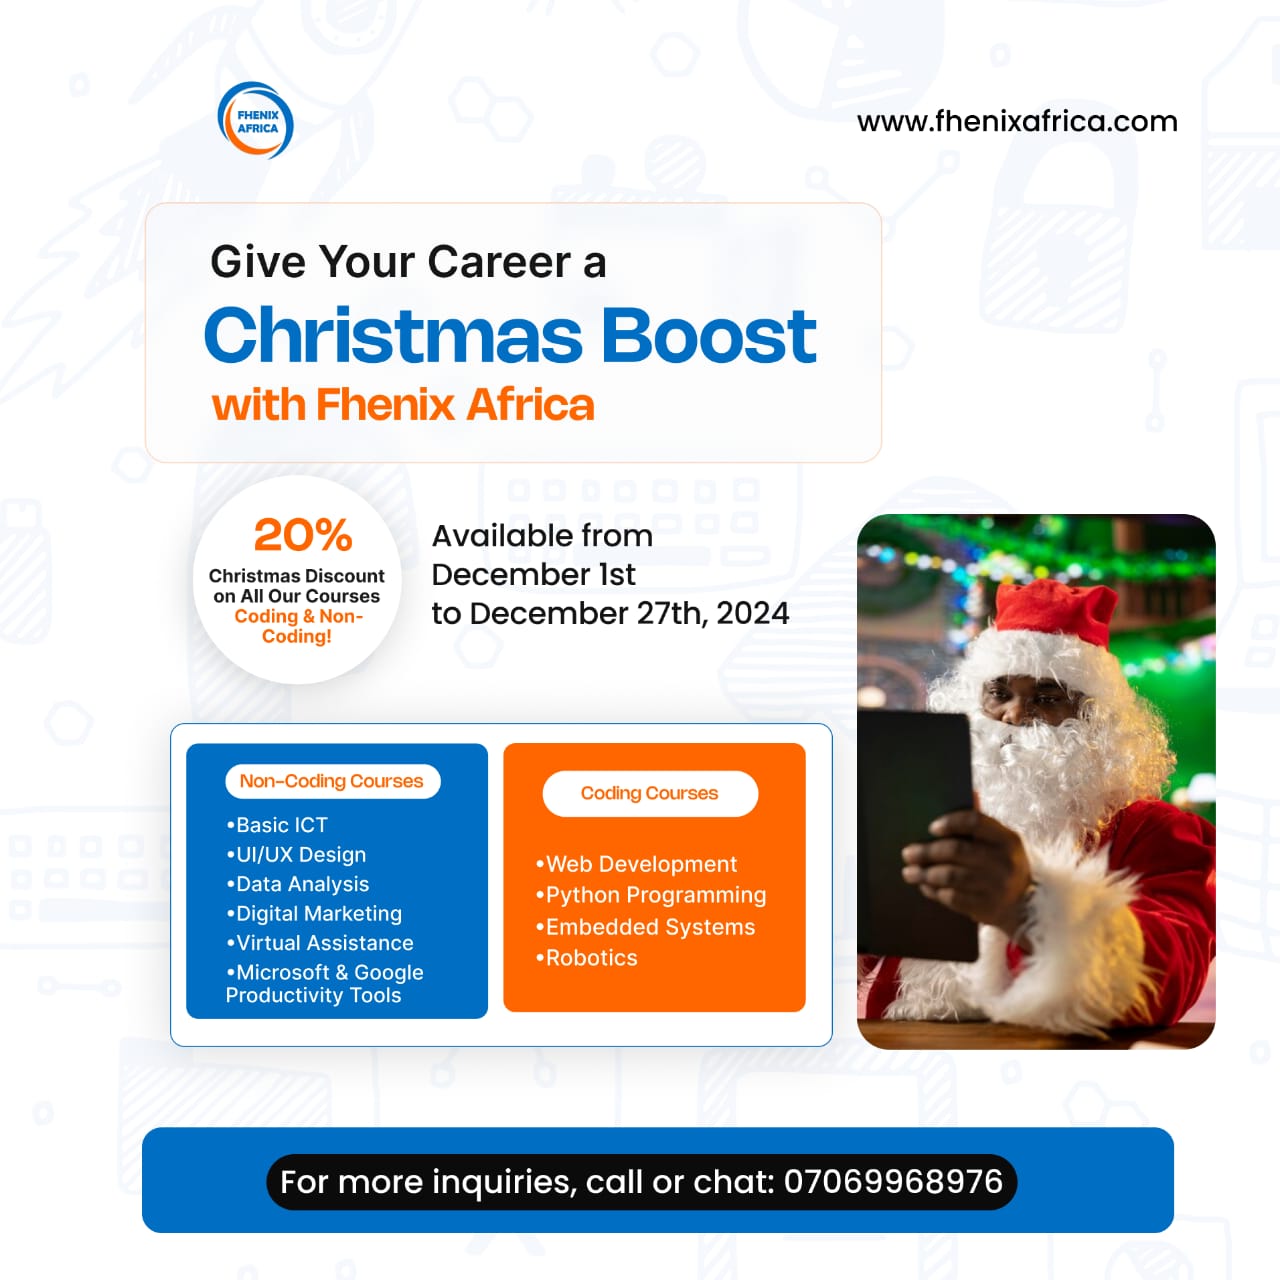 FHENIX
AFRICA
www.fhenixafrica.com
Give Your Career a
Christmas Boost
with Fhenix Africa
20%
Christmas Discount
on All Our Courses
Coding & Non-
Coding!
Available from
December 1st
to December 27th, 2024
Non-Coding Courses
•Basic ICT
•UI/UX Design
•Data Analysis
•Digital Marketing
•Virtual Assistance
•Microsoft & Google
Productivity Tools
Coding Courses
•Web Development
•Python Programming
•Embedded Systems
•Robotics
For more inquiries, call or chat: 07069968976